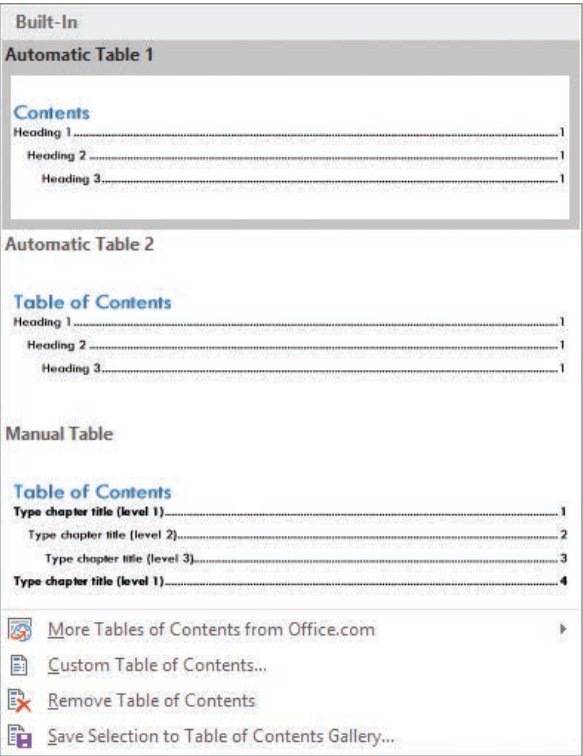 Built-In
Automatic Table 1
Contents
Heading 1........................................................................................................1
Heading 2........................................................................................................1
Heading 3........................................................................................................1
Automatic Table 2
Table of Contents
Heading 1........................................................................................................1
Heading 2........................................................................................................1
Heading 3........................................................................................................1
Manual Table
Table of Contents
Type chapter title (level 1)........................................................................................................1
Type chapter title (level 2)........................................................................................................2
Type chapter title (level 3)........................................................................................................3
Type chapter title (level 1)........................................................................................................4
More Tables of Contents from Office.com
Custom Table of Contents...
Remove Table of Contents
Save Selection to Table of Contents Gallery...